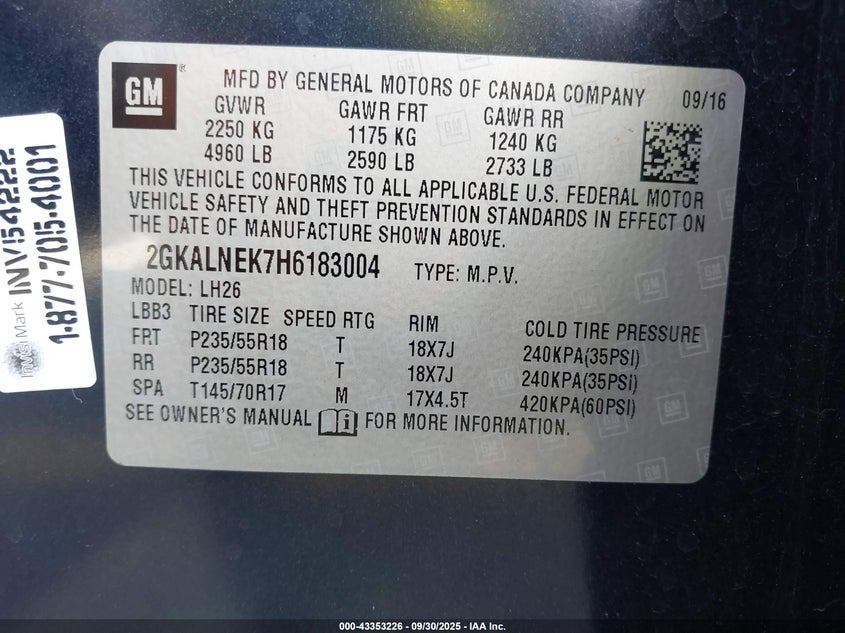 GM
MFD BY GENERAL MOTORS OF CANADA COMPANY 09/16
GVWR GAWR FRT GAWR RR
2250 KG 1175 KG 1240 KG
4960 LB 2590 LB 2733 LB
THIS VEHICLE CONFORMS TO ALL APPLICABLE U.S. FEDERAL MOTOR
VEHICLE SAFETY AND THEFT PREVENTION STANDARDS IN EFFECT ON
THE DATE OF MANUFACTURE SHOWN ABOVE.
2GKALNEK7H6183004 TYPE: M.P.V.
MODEL: LH26
LBB3 TIRE SIZE SPEED RTG RIM COLD TIRE PRESSURE
FRT P235/55R18 T 18X7J 240KPA(35PSI)
RR P235/55R18 T 18X7J 240KPA(35PSI)
SPA T145/70R17 M 17X4.5T 420KPA(60PSI)
SEE OWNER'S MANUAL i FOR MORE INFORMATION.
InVisiMark INV54222
1-877-705-4001
000-43353226 - 09/30/2025 - IAA Inc.